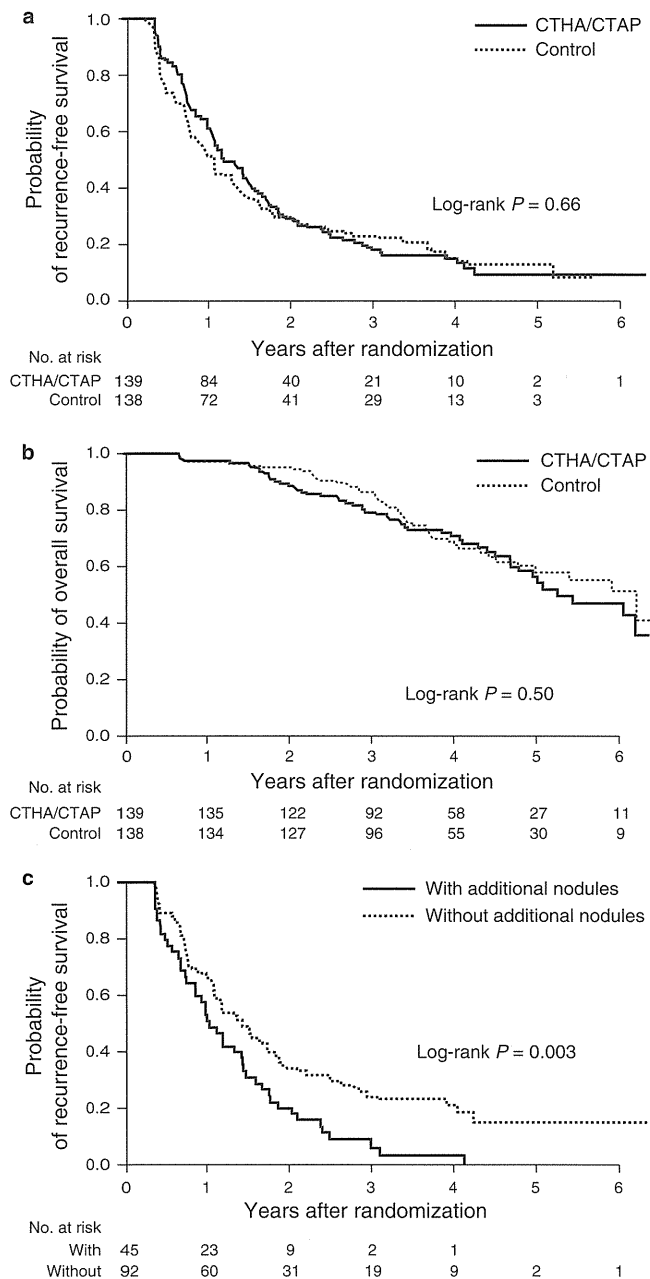 a
CTHA/CTAP
Control
Probability
of recurrence-free survival
1.0
0.8
0.6
0.4
0.2
0.0
Log-rank P = 0.66
0 1 2 3 4 5 6
Years after randomization
No. at risk
CTHA/CTAP 139 84 40 21 10 2 1
Control 138 72 41 29 13 3
b
CTHA/CTAP
Control
Probability of overall survival
1.0
0.8
0.6
0.4
0.2
0.0
Log-rank P = 0.50
0 1 2 3 4 5 6
Years after randomization
No. at risk
CTHA/CTAP 139 135 122 92 58 27 11
Control 138 134 127 96 55 30 9
c
With additional nodules
Without additional nodules
Probability
of recurrence-free survival
1.0
0.8
0.6
0.4
0.2
0.0
Log-rank P = 0.003
0 1 2 3 4 5 6
Years after randomization
No. at risk
With 45 23 9 2 1
Without 92 60 31 19 9 2 1